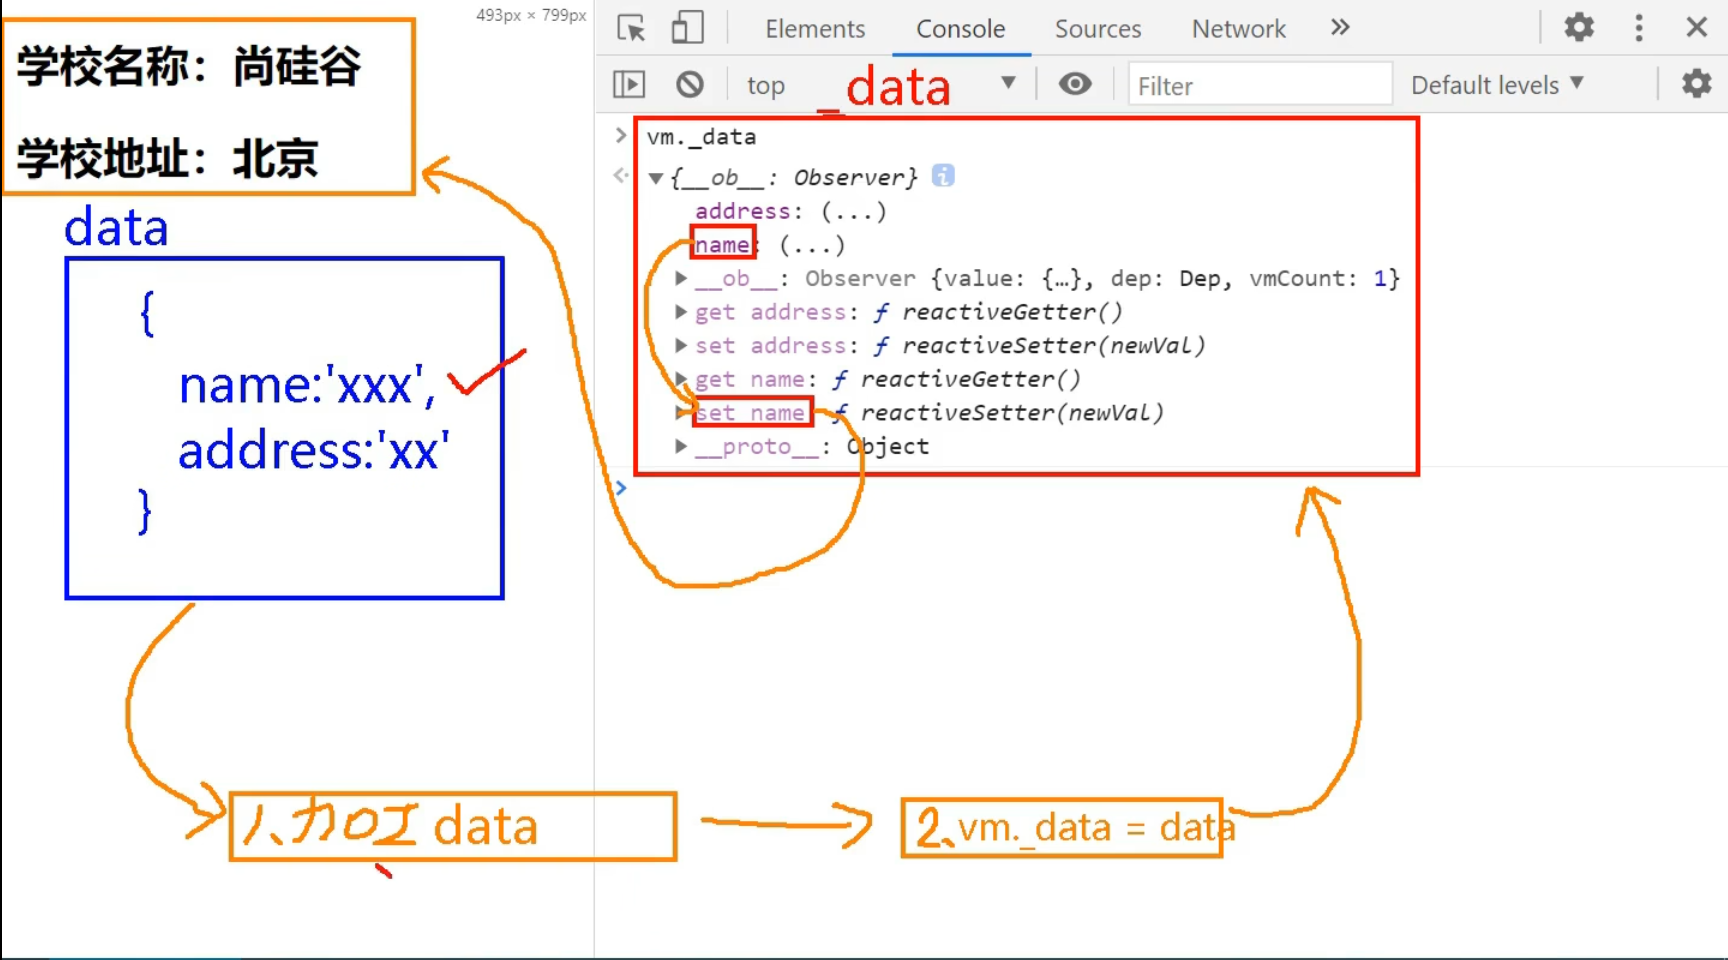 493px × 799px
学校名称：尚硅谷
学校地址：北京
data
{
name:'xxx',
address:'xx'
}
1、加工 data
2、vm._data = data
Elements Console Sources Network »
top Filter Default levels ▼
_data
> vm._data
▼{__ob__: Observer} i
address: (...)
name: (...)
▶__ob__: Observer {value: {…}, dep: Dep, vmCount: 1}
▶get address: ƒ reactiveGetter()
▶set address: ƒ reactiveSetter(newVal)
▶get name: ƒ reactiveGetter()
▶set name: ƒ reactiveSetter(newVal)
▶__proto__: Object
>